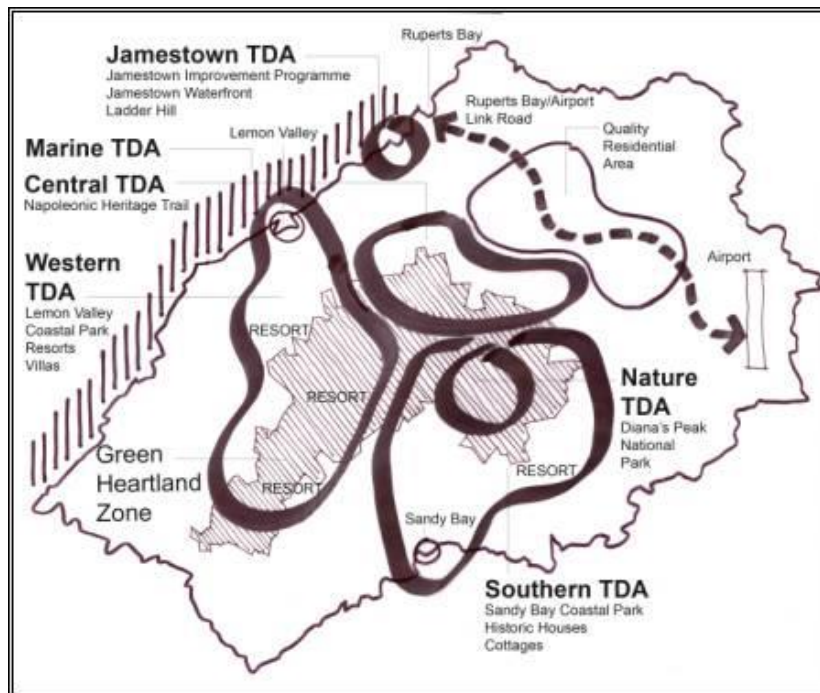 Ruperts Bay
Jamestown TDA
Jamestown Improvement Programme
Jamestown Waterfront
Ladder Hill
Ruperts Bay/Airport
Link Road
Lemon Valley
Quality
Residential
Area
Marine TDA
Central TDA
Napoleonic Heritage Trail
Western
TDA
Lemon Valley
Coastal Park
Resorts
Villas
Airport
RESORT
RESORT
Nature
TDA
Diana's Peak
National
Park
Green
Heartland
Zone
RESORT
RESORT
Sandy Bay
Southern TDA
Sandy Bay Coastal Park
Historic Houses
Cottages